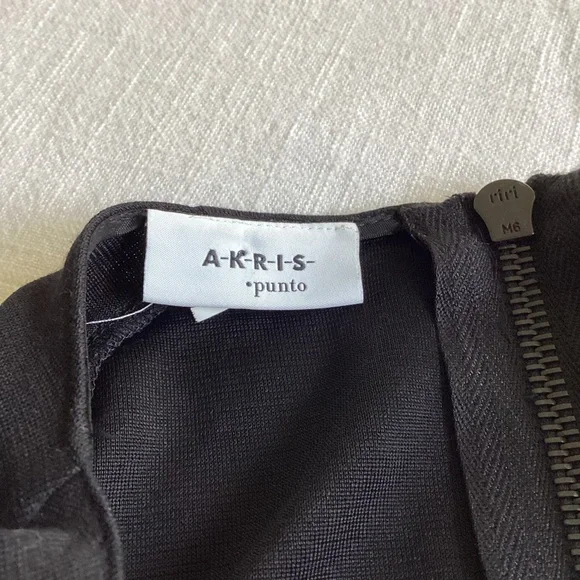 A-K-R-I-S-
•punto
riri
M6